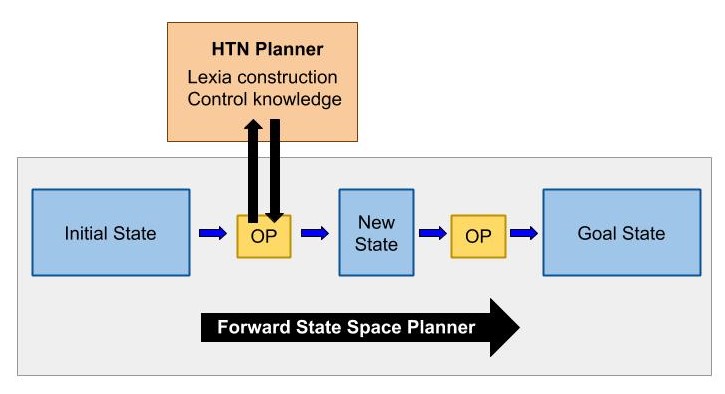 HTN Planner
Lexia construction
Control knowledge
Initial State
OP
New
State
OP
Goal State
Forward State Space Planner